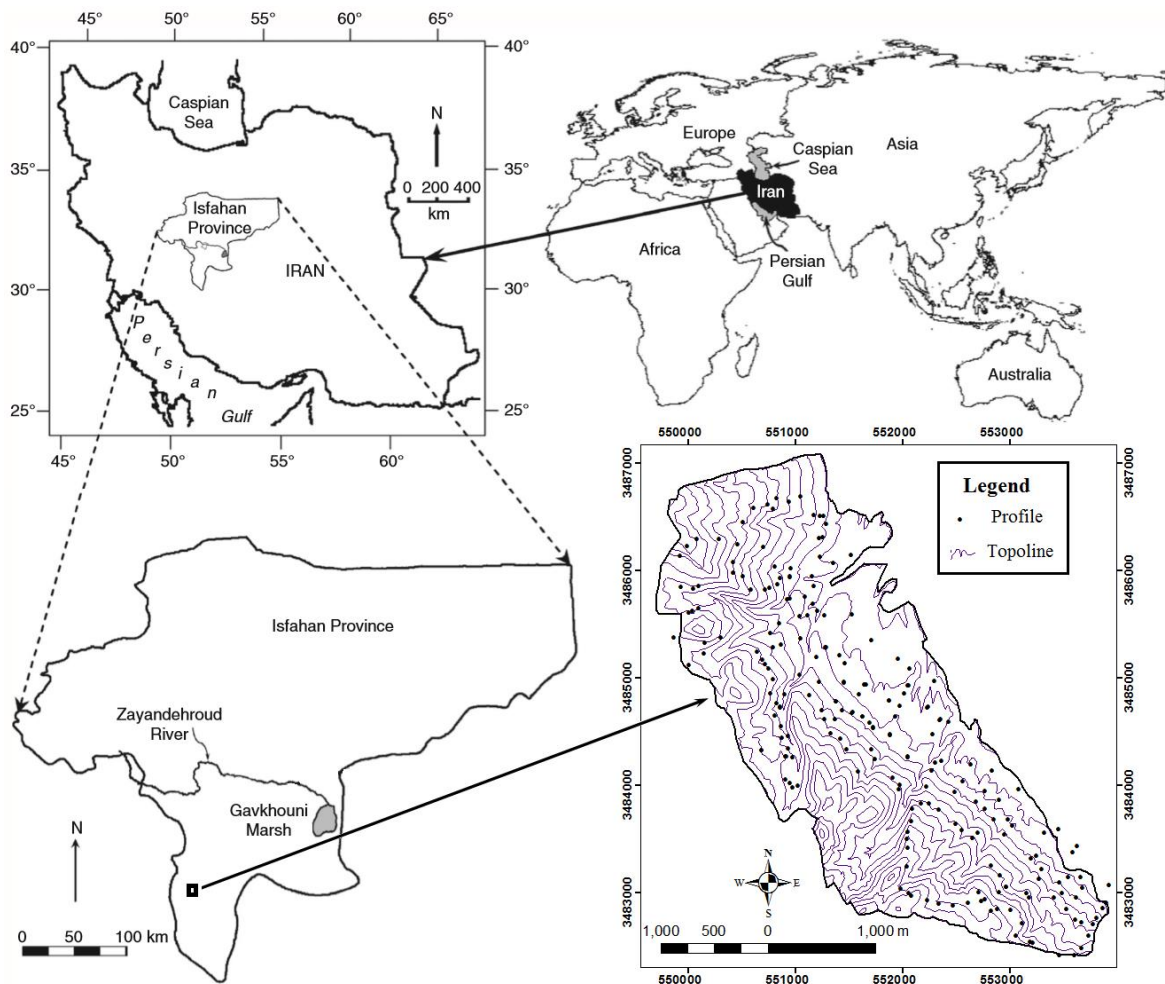 45° 50° 55° 60° 65°
40°
35°
30°
25°
Caspian
Sea
N
0 200 400
km
Isfahan
Province
IRAN
Persian
Gulf
45° 50° 55° 60°
40°
35°
30°
25°
Europe
Asia
Caspian
Sea
Iran
Africa
Persian
Gulf
Australia
Isfahan Province
Zayandehroud
River
Gavkhouni
Marsh
N
0 50 100 km
550000 551000 552000 553000
3487000
3486000
3485000
3484000
3483000
Legend
Profile
Topoline
N
W E
S
1,000 500 0 1,000 m
3487000
3486000
3485000
3484000
3483000
550000 551000 552000 553000